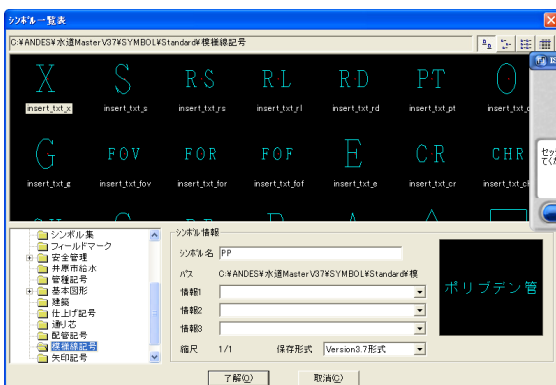 ｼﾝﾎﾞﾙ一覧表
C:¥ANDES¥水道MasterV37¥SYMBOL¥Standard¥模様線記号
X S R·S R·L R·D P·T O
insert_txt_x insert_txt_s insert_txt_rs insert_txt_rl insert_txt_rd insert_txt_pt
G FOV FOR FOF E C·R CHR
insert_txt_g insert_txt_fov insert_txt_for insert_txt_fof insert_txt_e insert_txt_cr
シンボル集
フィールドマーク
安全管理
井原市給水
管種記号
基本図形
建築
仕上げ記号
通り芯
配管記号
模様線記号
矢印記号
ｼﾝﾎﾞﾙ情報
ｼﾝﾎﾞﾙ名 PP
ﾊﾟｽ C:¥ANDES¥水道MasterV37¥SYMBOL¥Standard¥模
情報1
情報2
情報3
縮尺 1/1 保存形式 Version3.7形式
ポリブデン管
了解(O) 取消(C)